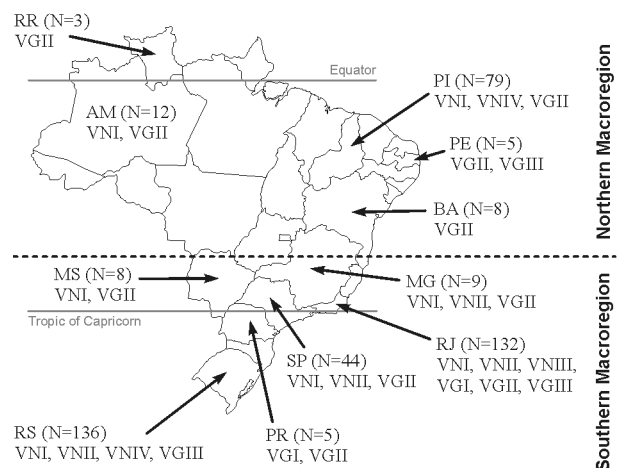 RR (N=3)
VGII
Equator
AM (N=12)
VNI, VGII
PI (N=79)
VNI, VNIV, VGII
PE (N=5)
VGII, VGIII
BA (N=8)
VGII
Northern Macroregion
MS (N=8)
VNI, VGII
MG (N=9)
VNI, VNII, VGII
Tropic of Capricorn
SP (N=44)
VNI, VNII, VGII
RJ (N=132)
VNI, VNII, VNIII,
VGI, VGII, VGIII
RS (N=136)
VNI, VNII, VNIV, VGIII
PR (N=5)
VGI, VGII
Southern Macroregion